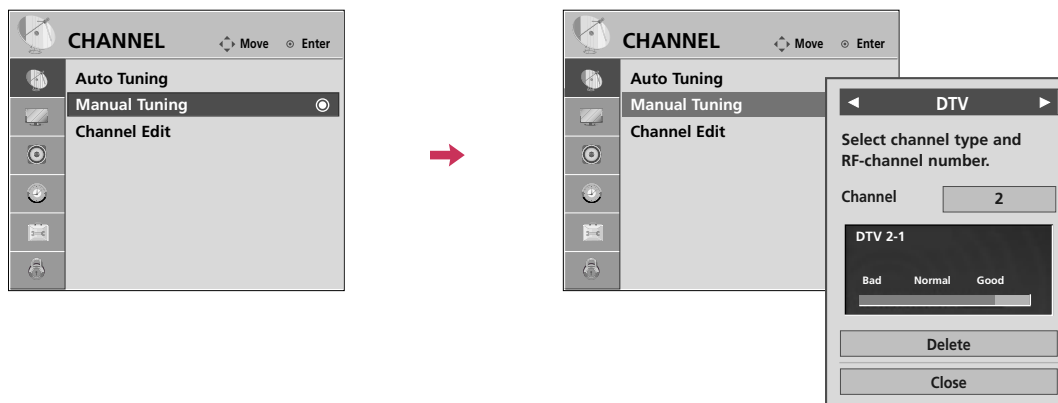 CHANNEL Move Enter
Auto Tuning
Manual Tuning
Channel Edit
CHANNEL Move Enter
Auto Tuning
Manual Tuning
Channel Edit
DTV
Select channel type and
RF-channel number.
Channel 2
DTV 2-1
Bad Normal Good
Delete
Close